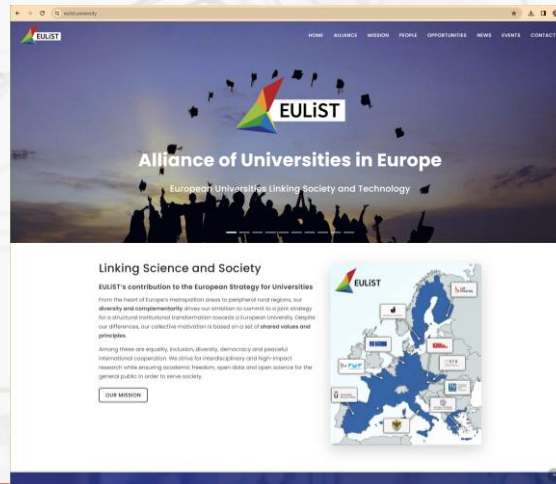 eulist.university
EULiST
HOME ALLIANCE MISSION PEOPLE OPPORTUNITIES NEWS EVENTS CONTACT
EULiST
Alliance of Universities in Europe
European Universities Linking Society and Technology
Linking Science and Society
EULiST's contribution to the European Strategy for Universities
From the heart of Europe's metropolitan areas to peripheral rural regions, our
diversity and complementarity drives our ambition to commit to a joint strategy
for a structural institutional transformation towards a European University. Despite
our differences, our collective motivation is based on a set of shared values and
principles.
Among these are equality, inclusion, diversity, democracy and peaceful
international cooperation. We strive for interdisciplinary and high-impact
research while ensuring academic freedom, open data and open science for the
general public in order to serve society.
OUR MISSION
EULiST